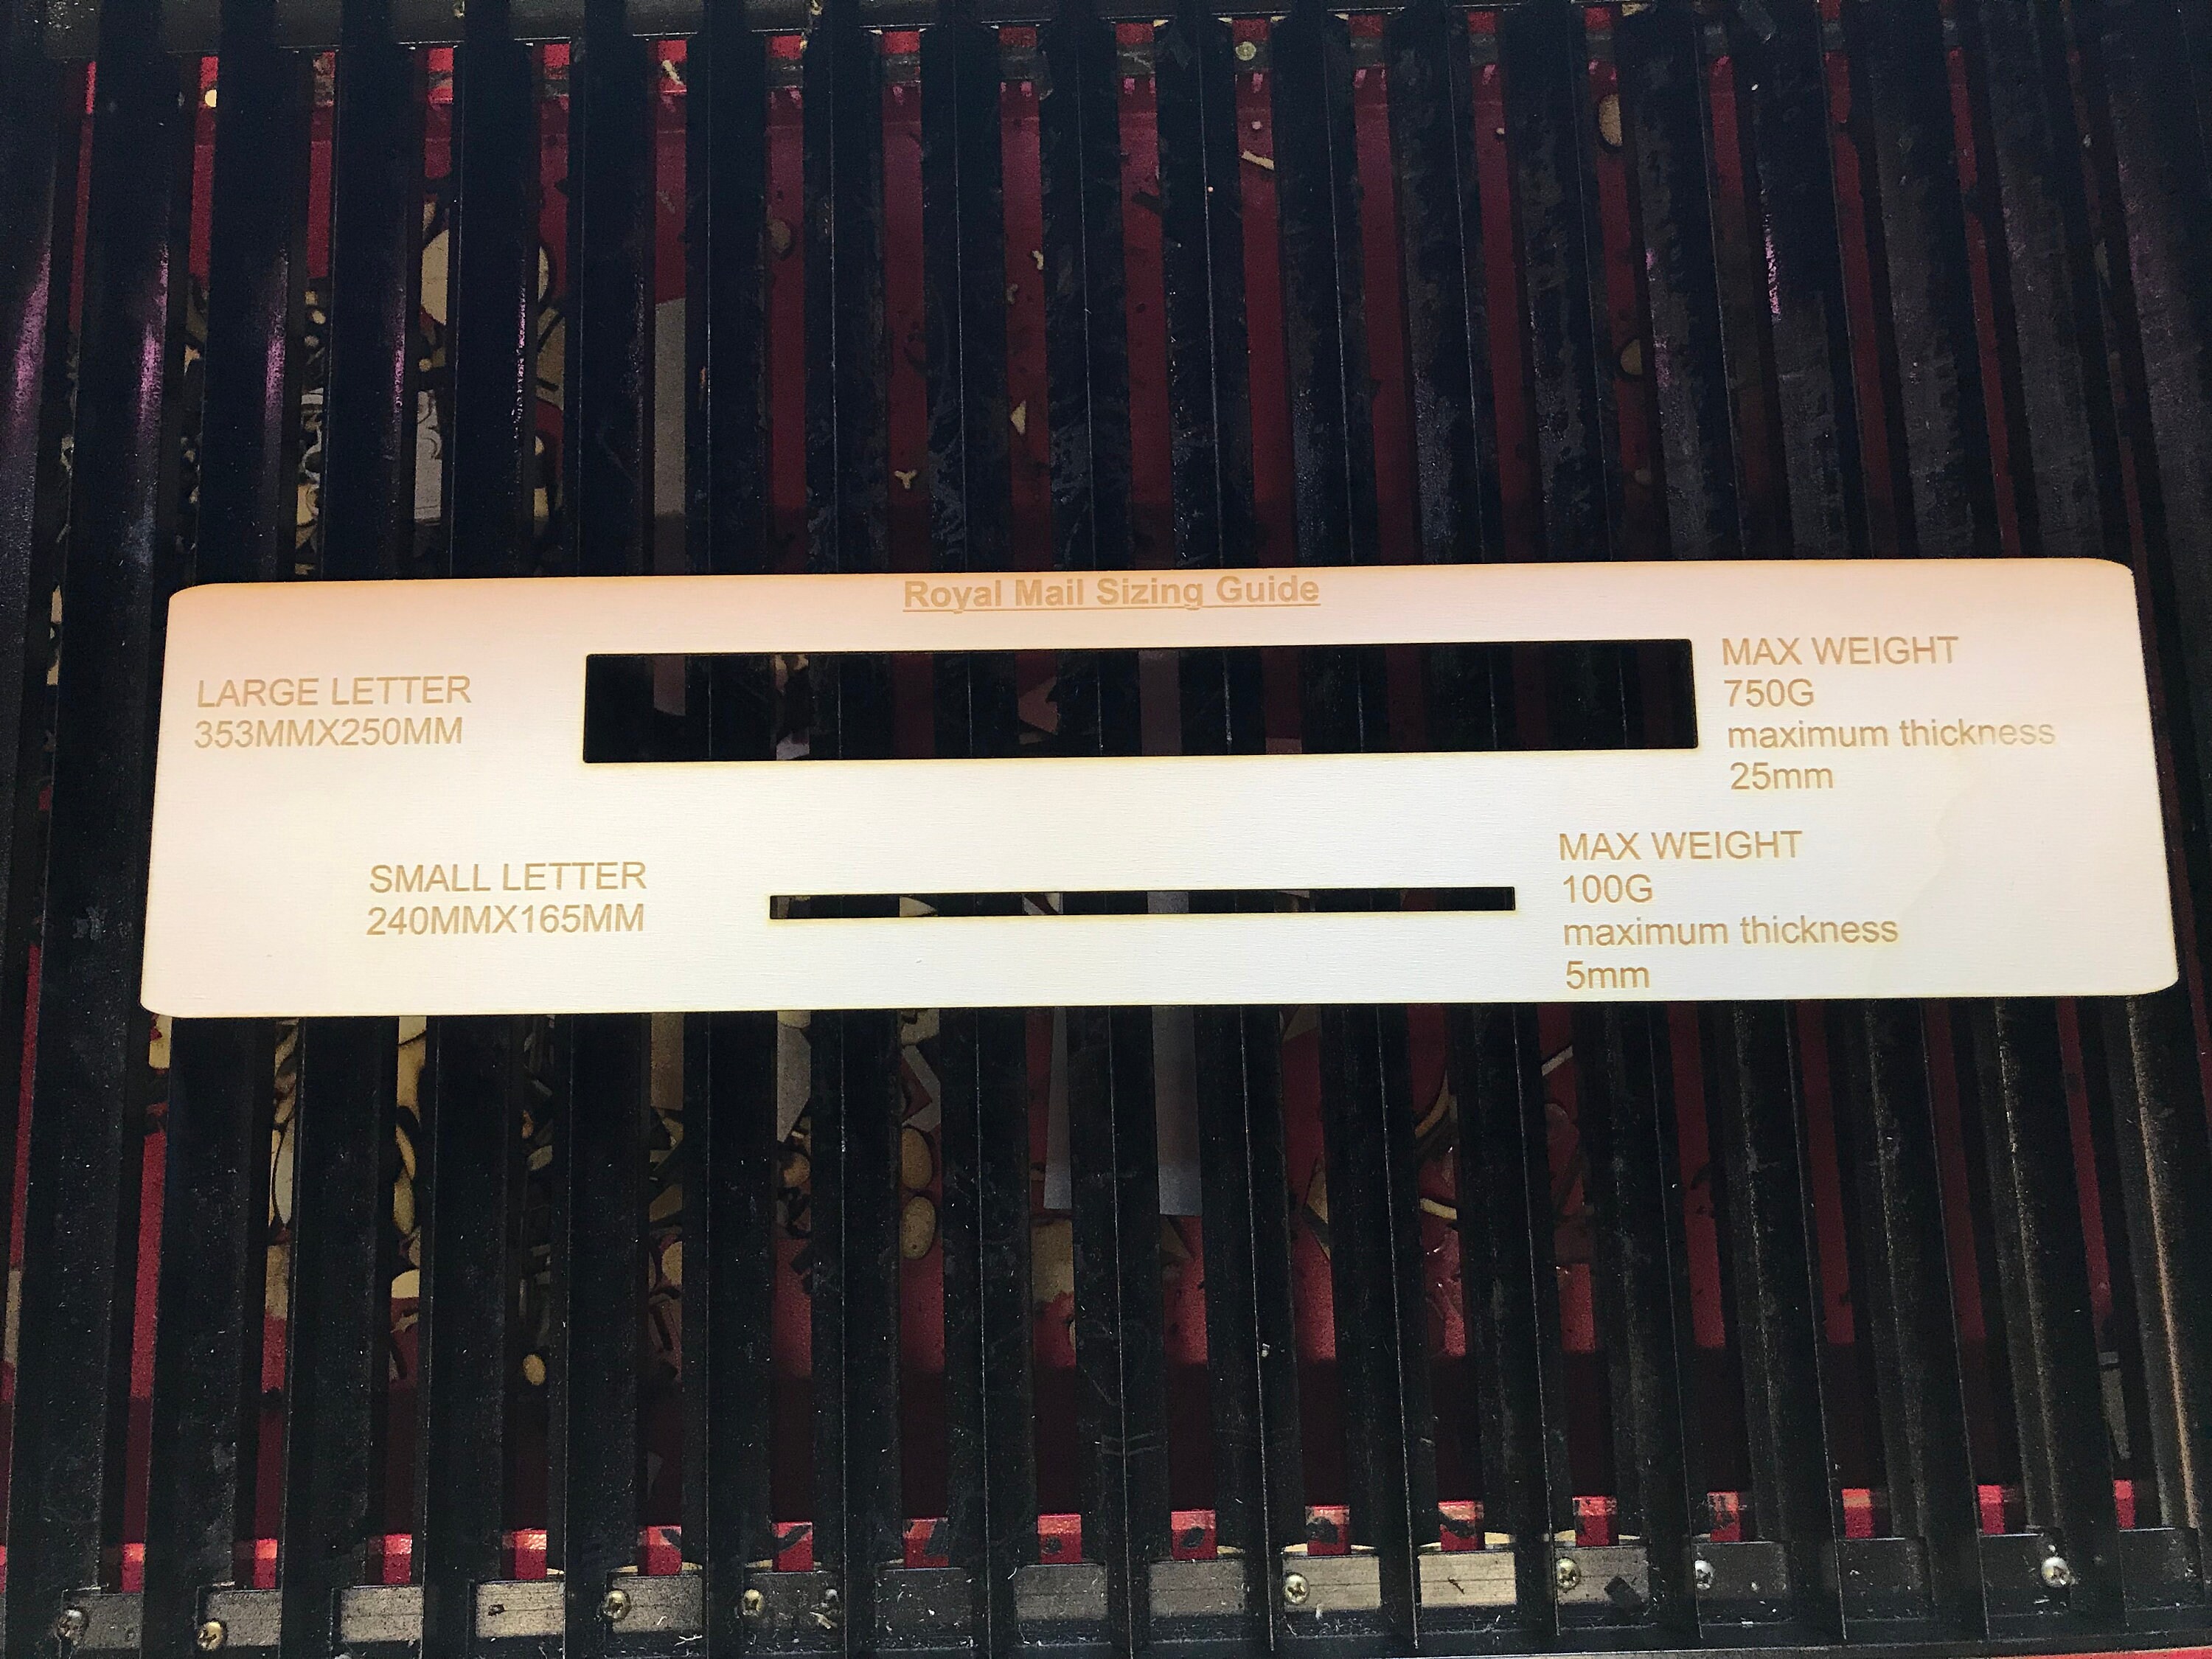 Royal Mail Sizing Guide
LARGE LETTER
353MMX250MM
MAX WEIGHT
750G
maximum thickness
25mm
SMALL LETTER
240MMX165MM
MAX WEIGHT
100G
maximum thickness
5mm